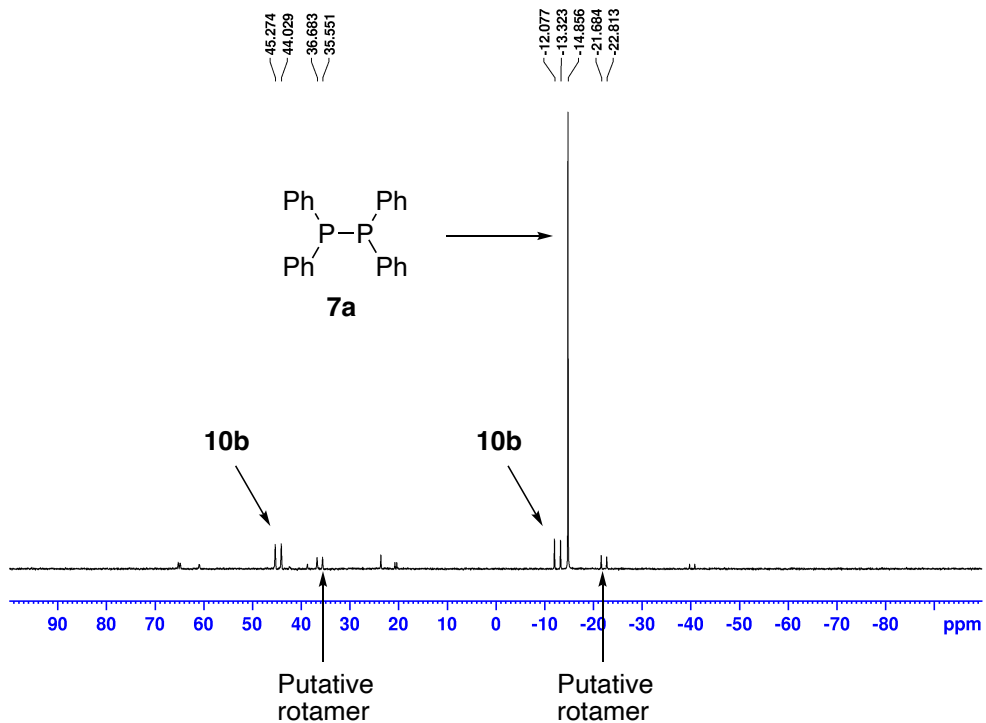 45.274
44.029
36.683
35.551
-12.077
-13.323
-14.856
-21.684
-22.813
Ph Ph
P P
Ph Ph
7a
10b 10b
90 80 70 60 50 40 30 20 10 0 -10 -20 -30 -40 -50 -60 -70 -80 ppm
Putative Putative
rotamer rotamer